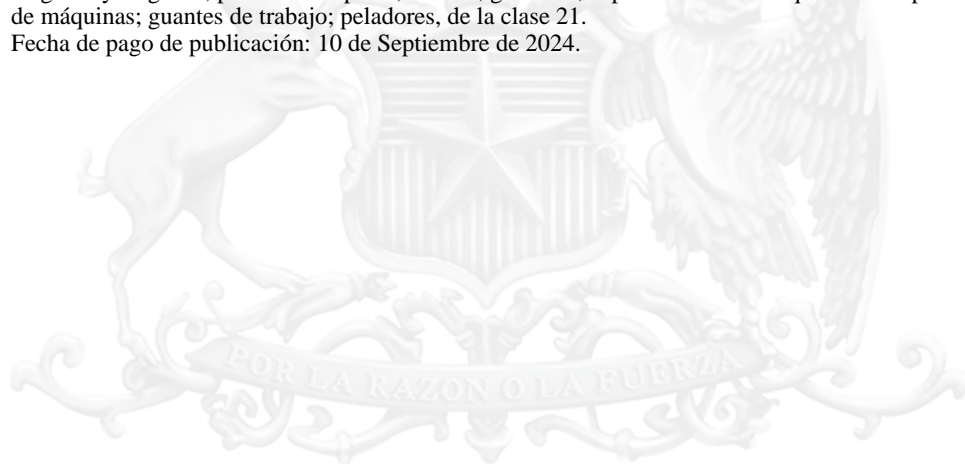 de máquinas; guantes de trabajo; peladores, de la clase 21.
Fecha de pago de publicación: 10 de Septiembre de 2024.
POR LA RAZON O LA FUERZA